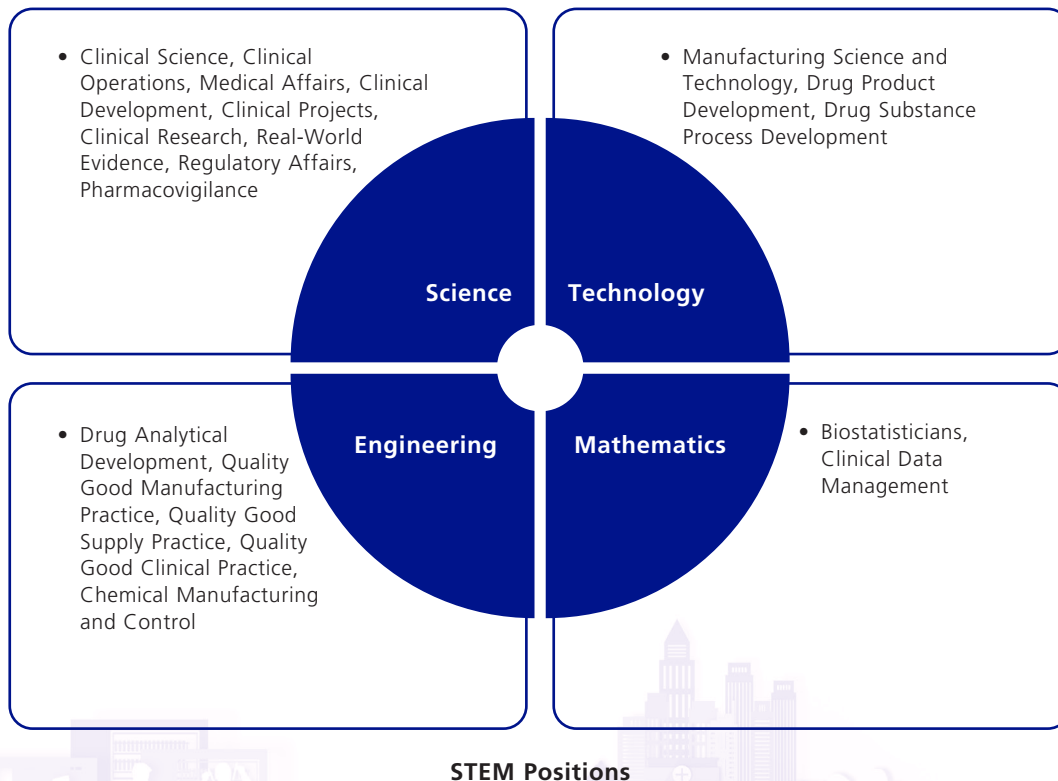 • Clinical Science, Clinical
Operations, Medical Affairs, Clinical
Development, Clinical Projects,
Clinical Research, Real-World
Evidence, Regulatory Affairs,
Pharmacovigilance
• Manufacturing Science and
Technology, Drug Product
Development, Drug Substance
Process Development
Science
Technology
Engineering
Mathematics
• Drug Analytical
Development, Quality
Good Manufacturing
Practice, Quality Good
Supply Practice, Quality
Good Clinical Practice,
Chemical Manufacturing
and Control
• Biostatisticians,
Clinical Data
Management
STEM Positions